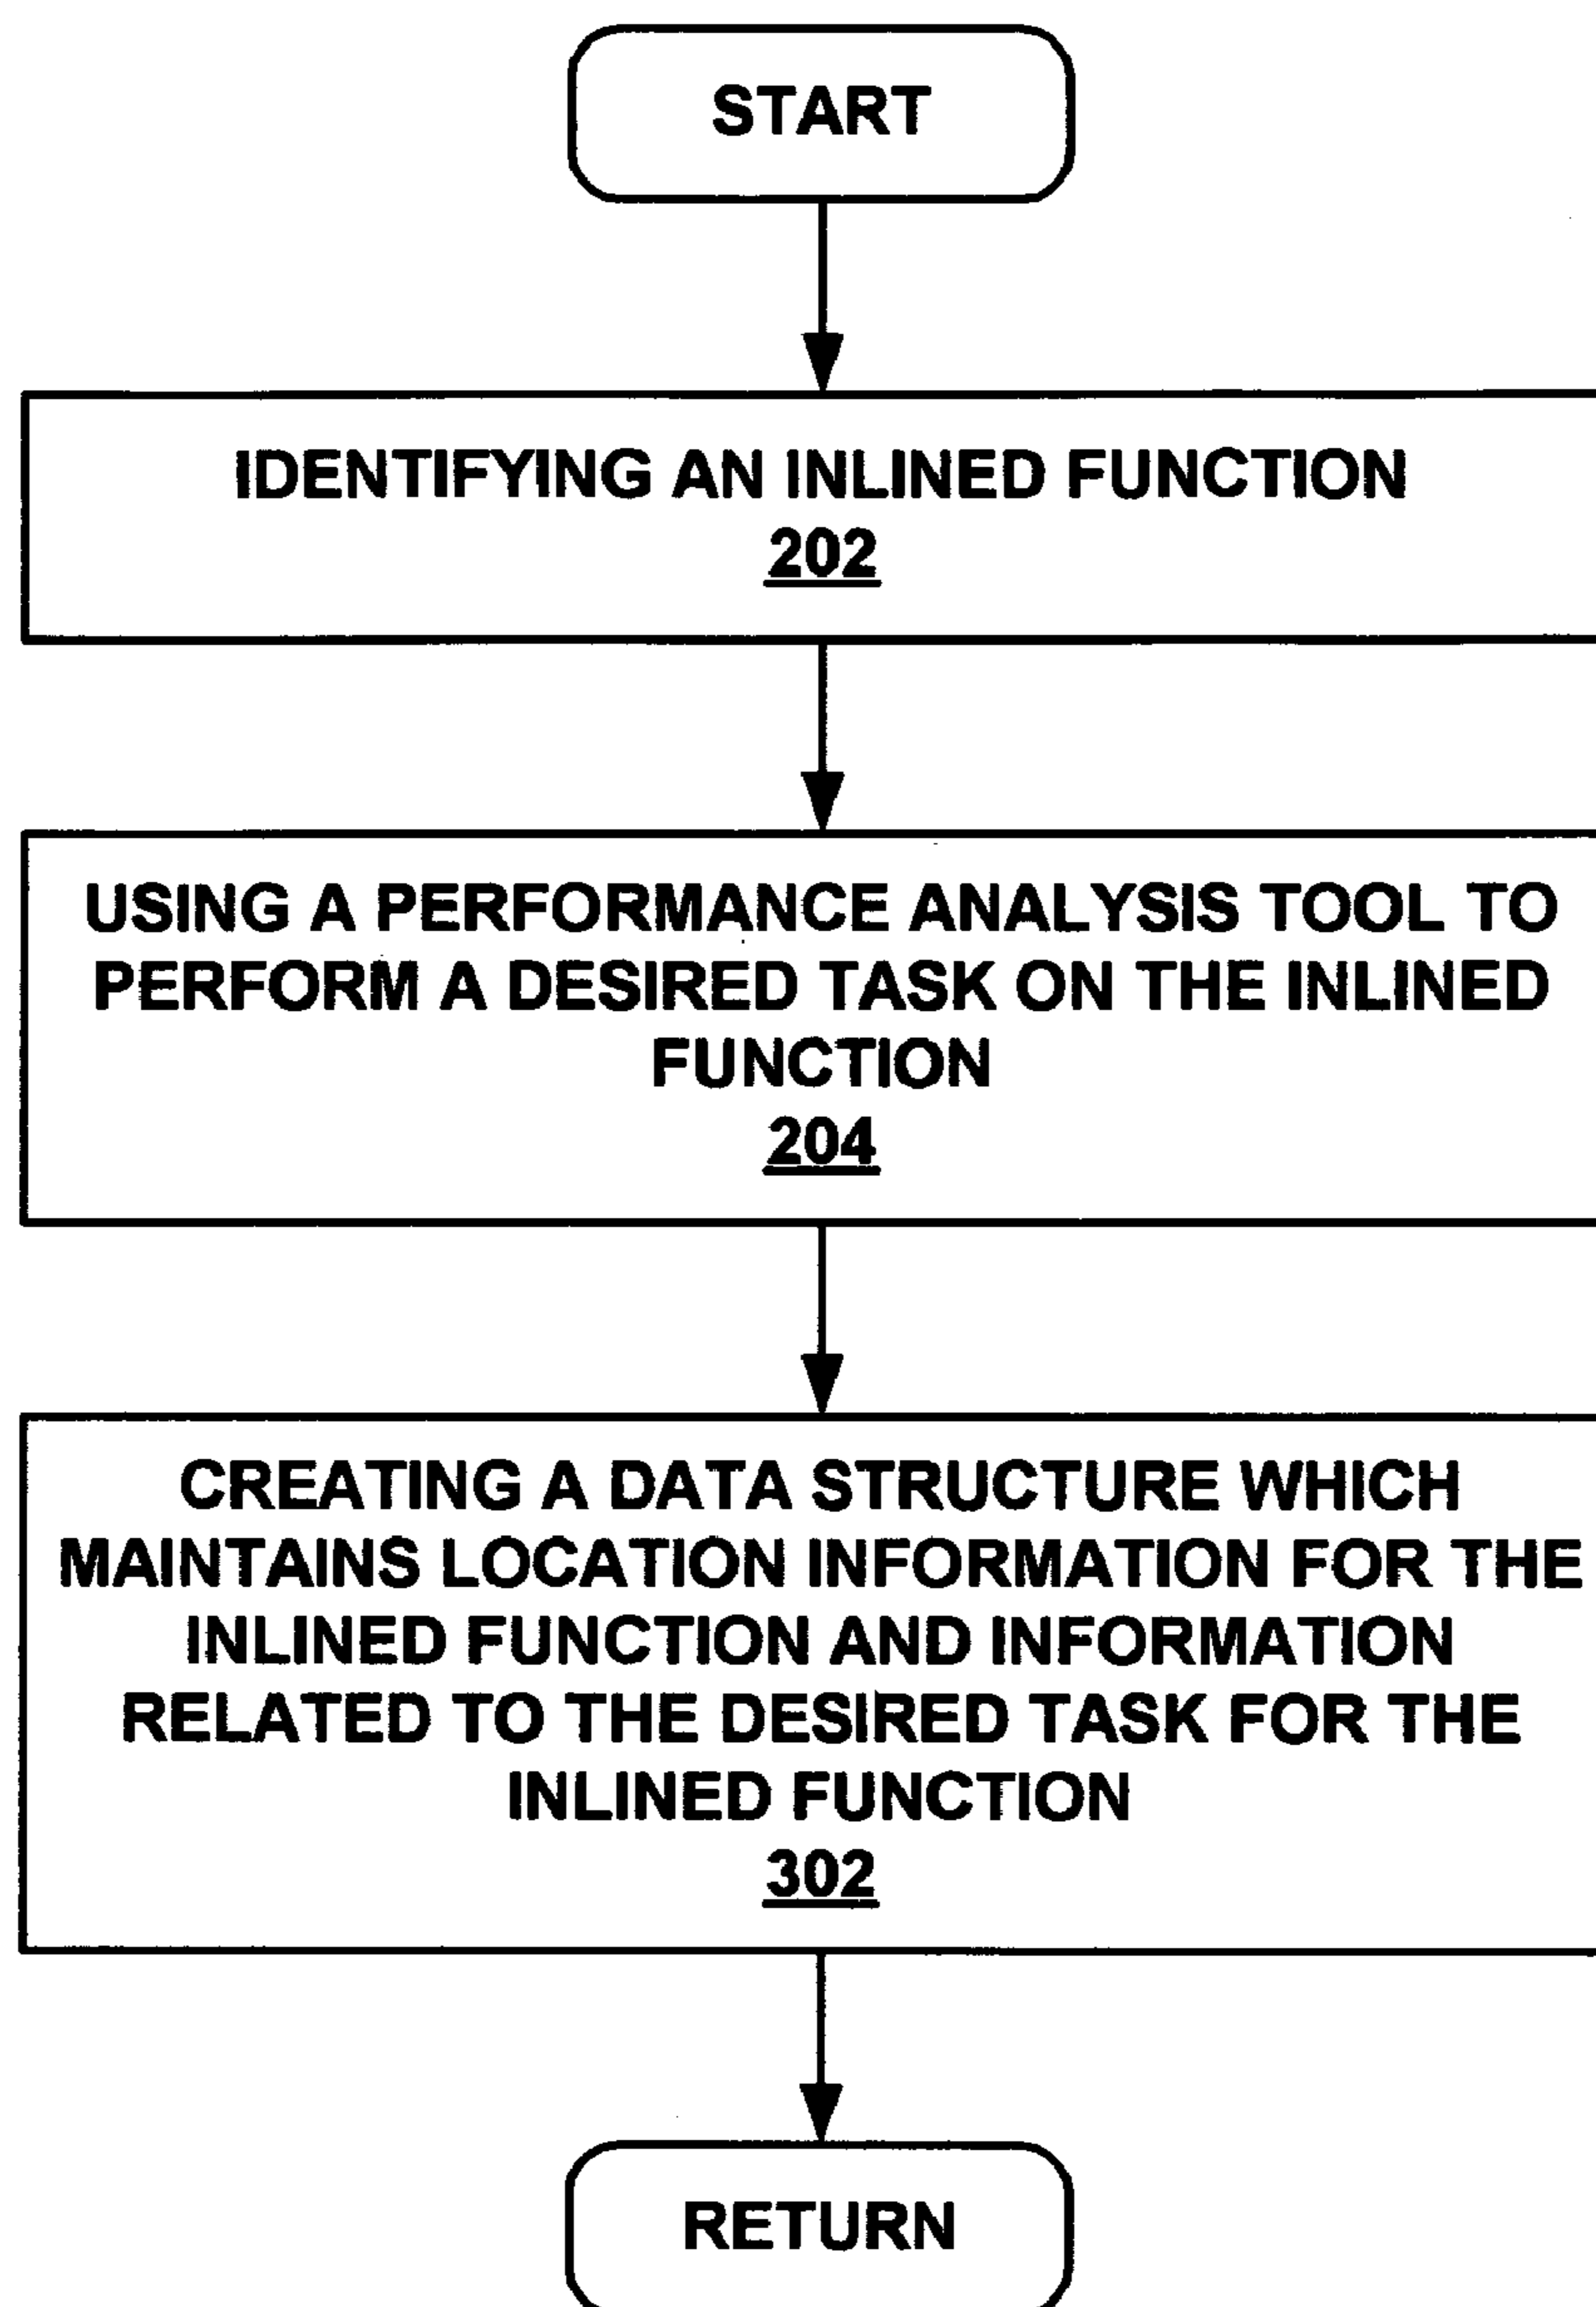 START
IDENTIFYING AN INLINED FUNCTION
202
USING A PERFORMANCE ANALYSIS TOOL TO
PERFORM A DESIRED TASK ON THE INLINED
FUNCTION
204
CREATING A DATA STRUCTURE WHICH
MAINTAINS LOCATION INFORMATION FOR THE
INLINED FUNCTION AND INFORMATION
RELATED TO THE DESIRED TASK FOR THE
INLINED FUNCTION
302
RETURN